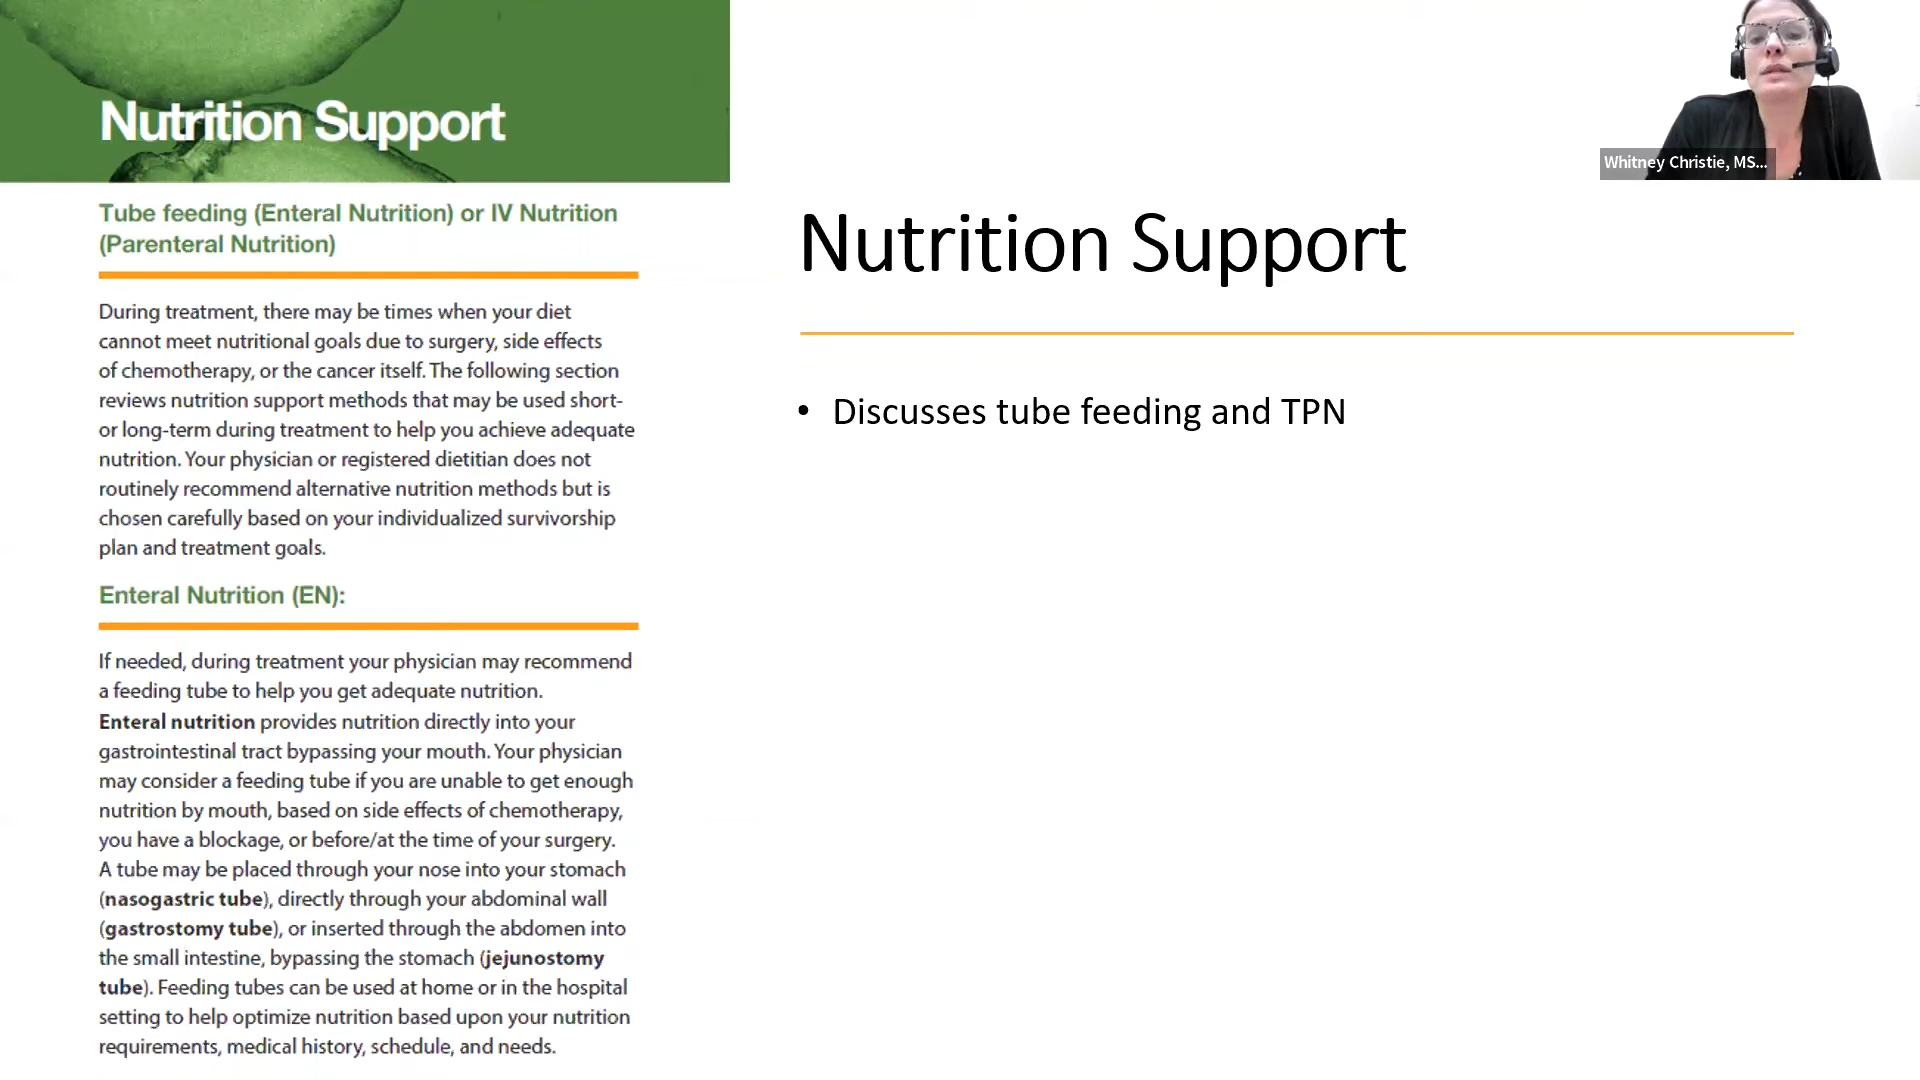 Nutrition Support
Tube feeding (Enteral Nutrition) or IV Nutrition
(Parenteral Nutrition)
During treatment, there may be times when your diet
cannot meet nutritional goals due to surgery, side effects
of chemotherapy, or the cancer itself. The following section
reviews nutrition support methods that may be used short-
or long-term during treatment to help you achieve adequate
nutrition. Your physician or registered dietitian does not
routinely recommend alternative nutrition methods but is
chosen carefully based on your individualized survivorship
plan and treatment goals.
Enteral Nutrition (EN):
If needed, during treatment your physician may recommend
a feeding tube to help you get adequate nutrition.
Enteral nutrition provides nutrition directly into your
gastrointestinal tract bypassing your mouth. Your physician
may consider a feeding tube if you are unable to get enough
nutrition by mouth, based on side effects of chemotherapy,
you have a blockage, or before/at the time of your surgery.
A tube may be placed through your nose into your stomach
(nasogastric tube), directly through your abdominal wall
(gastrostomy tube), or inserted through the abdomen into
the small intestine, bypassing the stomach (jejunostomy
tube). Feeding tubes can be used at home or in the hospital
setting to help optimize nutrition based upon your nutrition
requirements, medical history, schedule, and needs.
Whitney Christie, MS...
Nutrition Support
• Discusses tube feeding and TPN